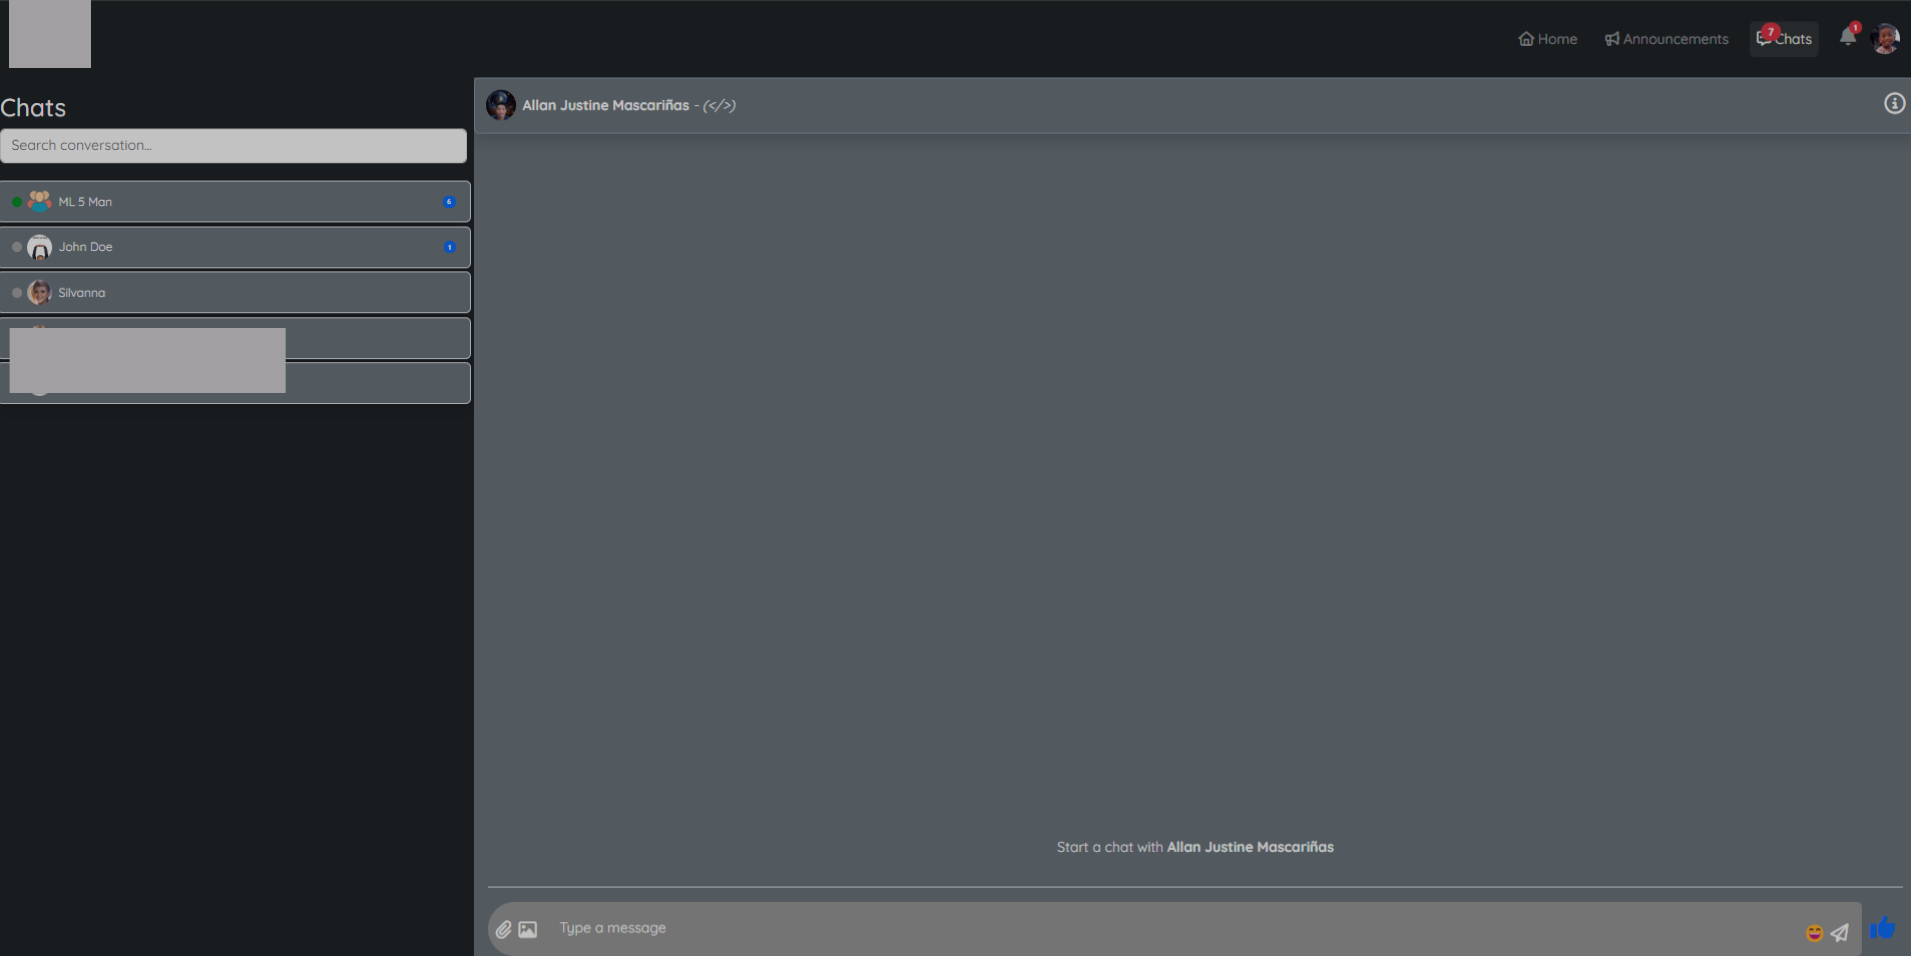 Home
Announcements
7
Chats
1
Chats
Search conversation...
ML 5 Man
6
John Doe
1
Silvanna
Allan Justine Mascariñas - (</>)
Start a chat with Allan Justine Mascariñas
Type a message